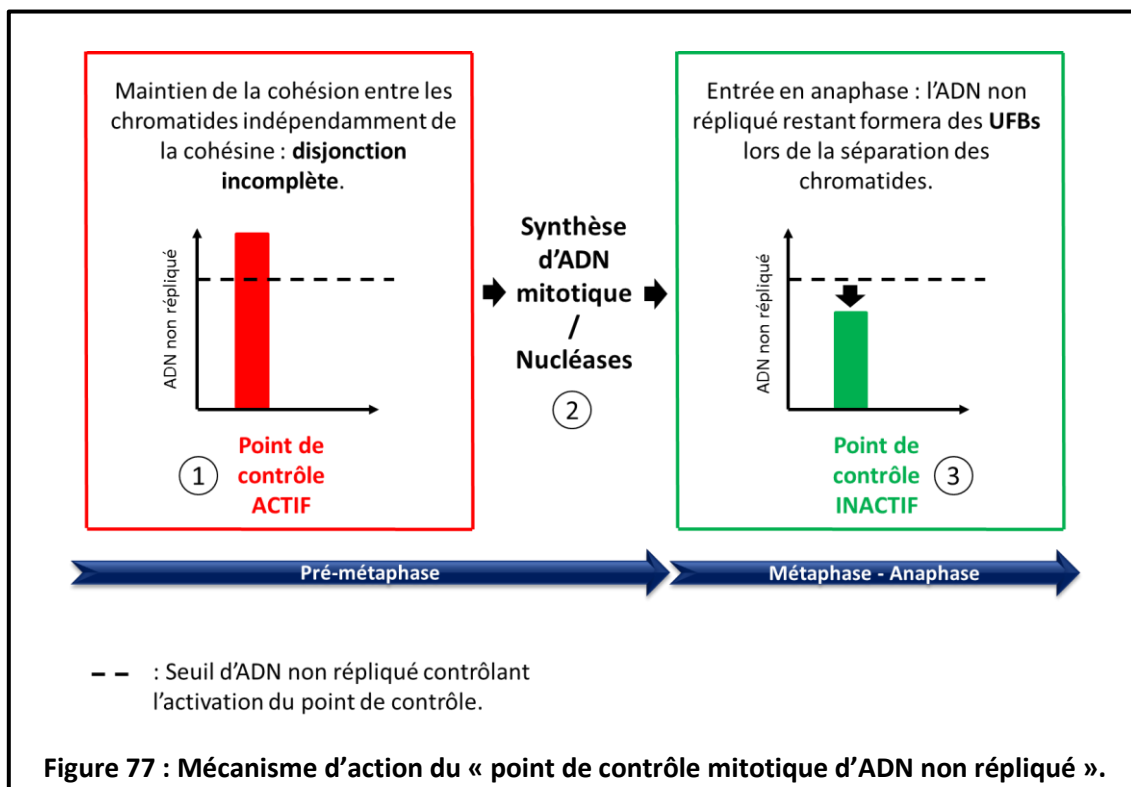 Maintien de la cohésion entre les
chromatides indépendamment de
la cohésine : disjonction
incomplète.
ADN non répliqué
1
Point de
contrôle
ACTIF
Synthèse
d'ADN
mitotique
/
Nucléases
2
Entrée en anaphase : l'ADN non
répliqué restant formera des UFBs
lors de la séparation des
chromatides.
ADN non répliqué
Point de
contrôle
INACTIF
3
Pré-métaphase
Métaphase - Anaphase
: Seuil d'ADN non répliqué contrôlant
l'activation du point de contrôle.
Figure 77 : Mécanisme d'action du « point de contrôle mitotique d'ADN non répliqué ».